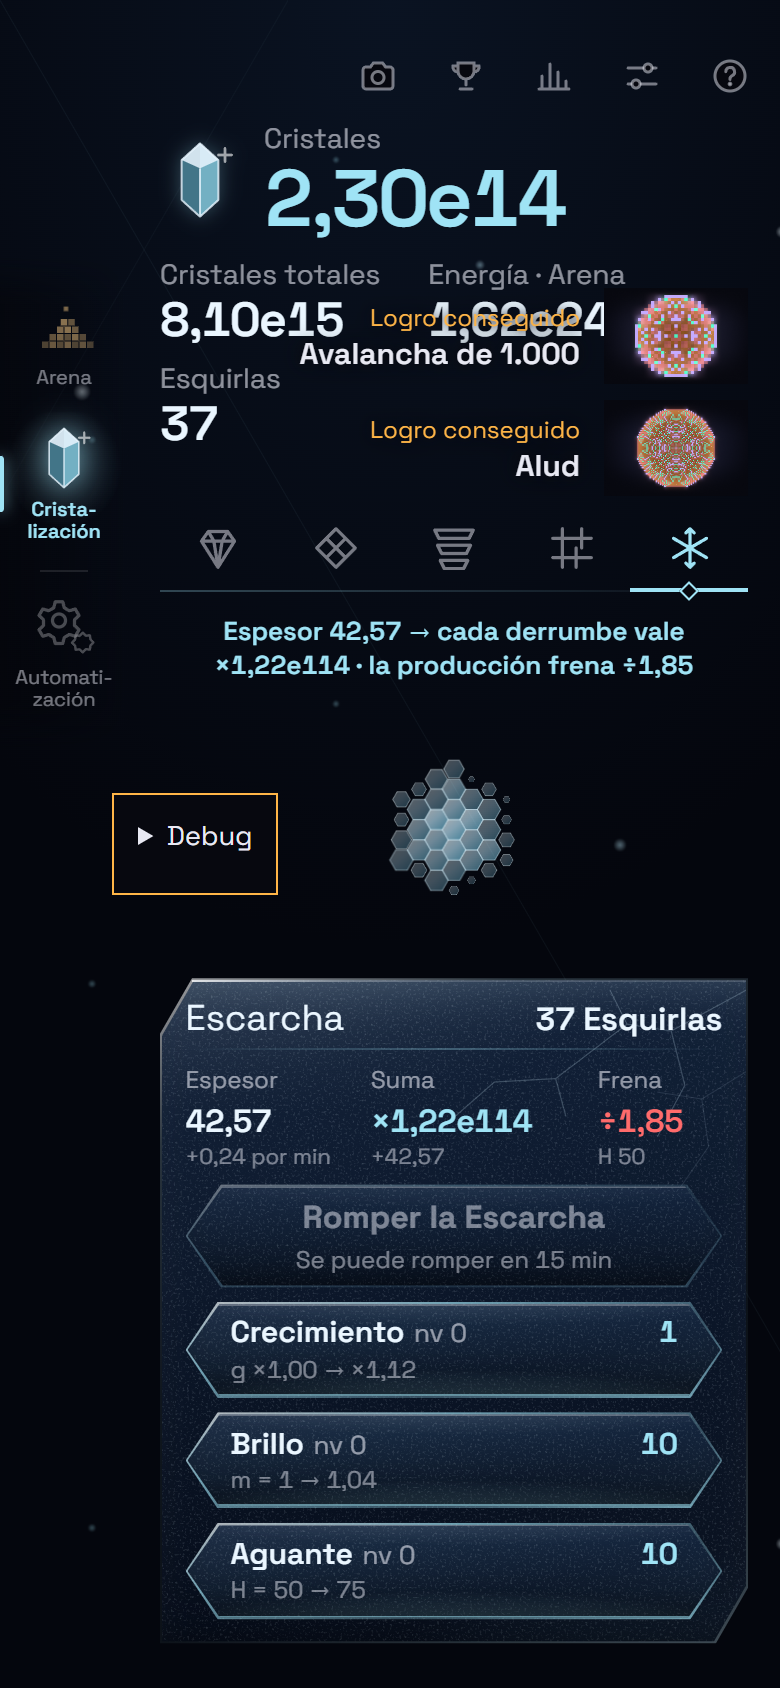 Cristales
2,30e14
Cristales totales
8,10e15
Energía · Arena
1,62e24
Logro conseguido
Avalancha de 1.000
Esquirlas
37
Logro conseguido
Alud
Arena
Crista-
lización
Automati-
zación
Espesor 42,57 → cada derrumbe vale
×1,22e114 · la producción frena ÷1,85
▶ Debug
Escarcha
37 Esquirlas
Espesor
Suma
Frena
42,57
×1,22e114
÷1,85
+0,24 por min
+42,57
H 50
Romper la Escarcha
Se puede romper en 15 min
Crecimiento nv 0
1
g ×1,00 → ×1,12
Brillo nv 0
10
m = 1 → 1,04
Aguante nv 0
10
H = 50 → 75